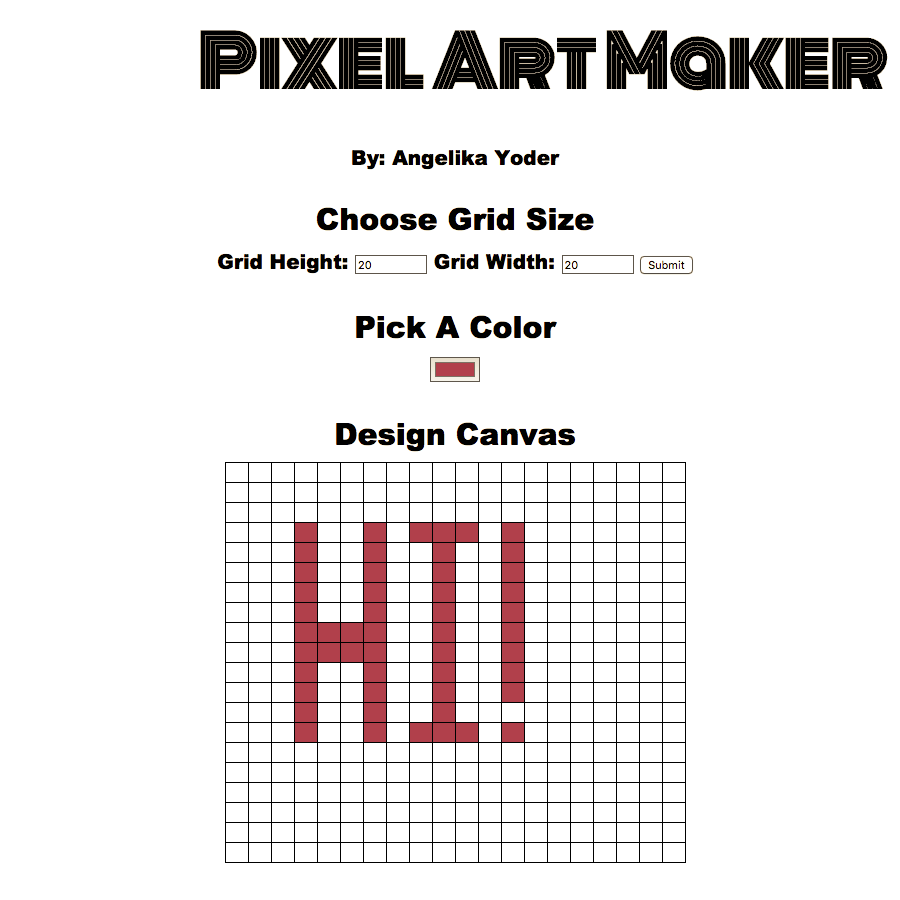 Pixel Art Maker
By: Angelika Yoder
Choose Grid Size
Grid Height: 20 Grid Width: 20 Submit
Pick A Color
Design Canvas
HI!